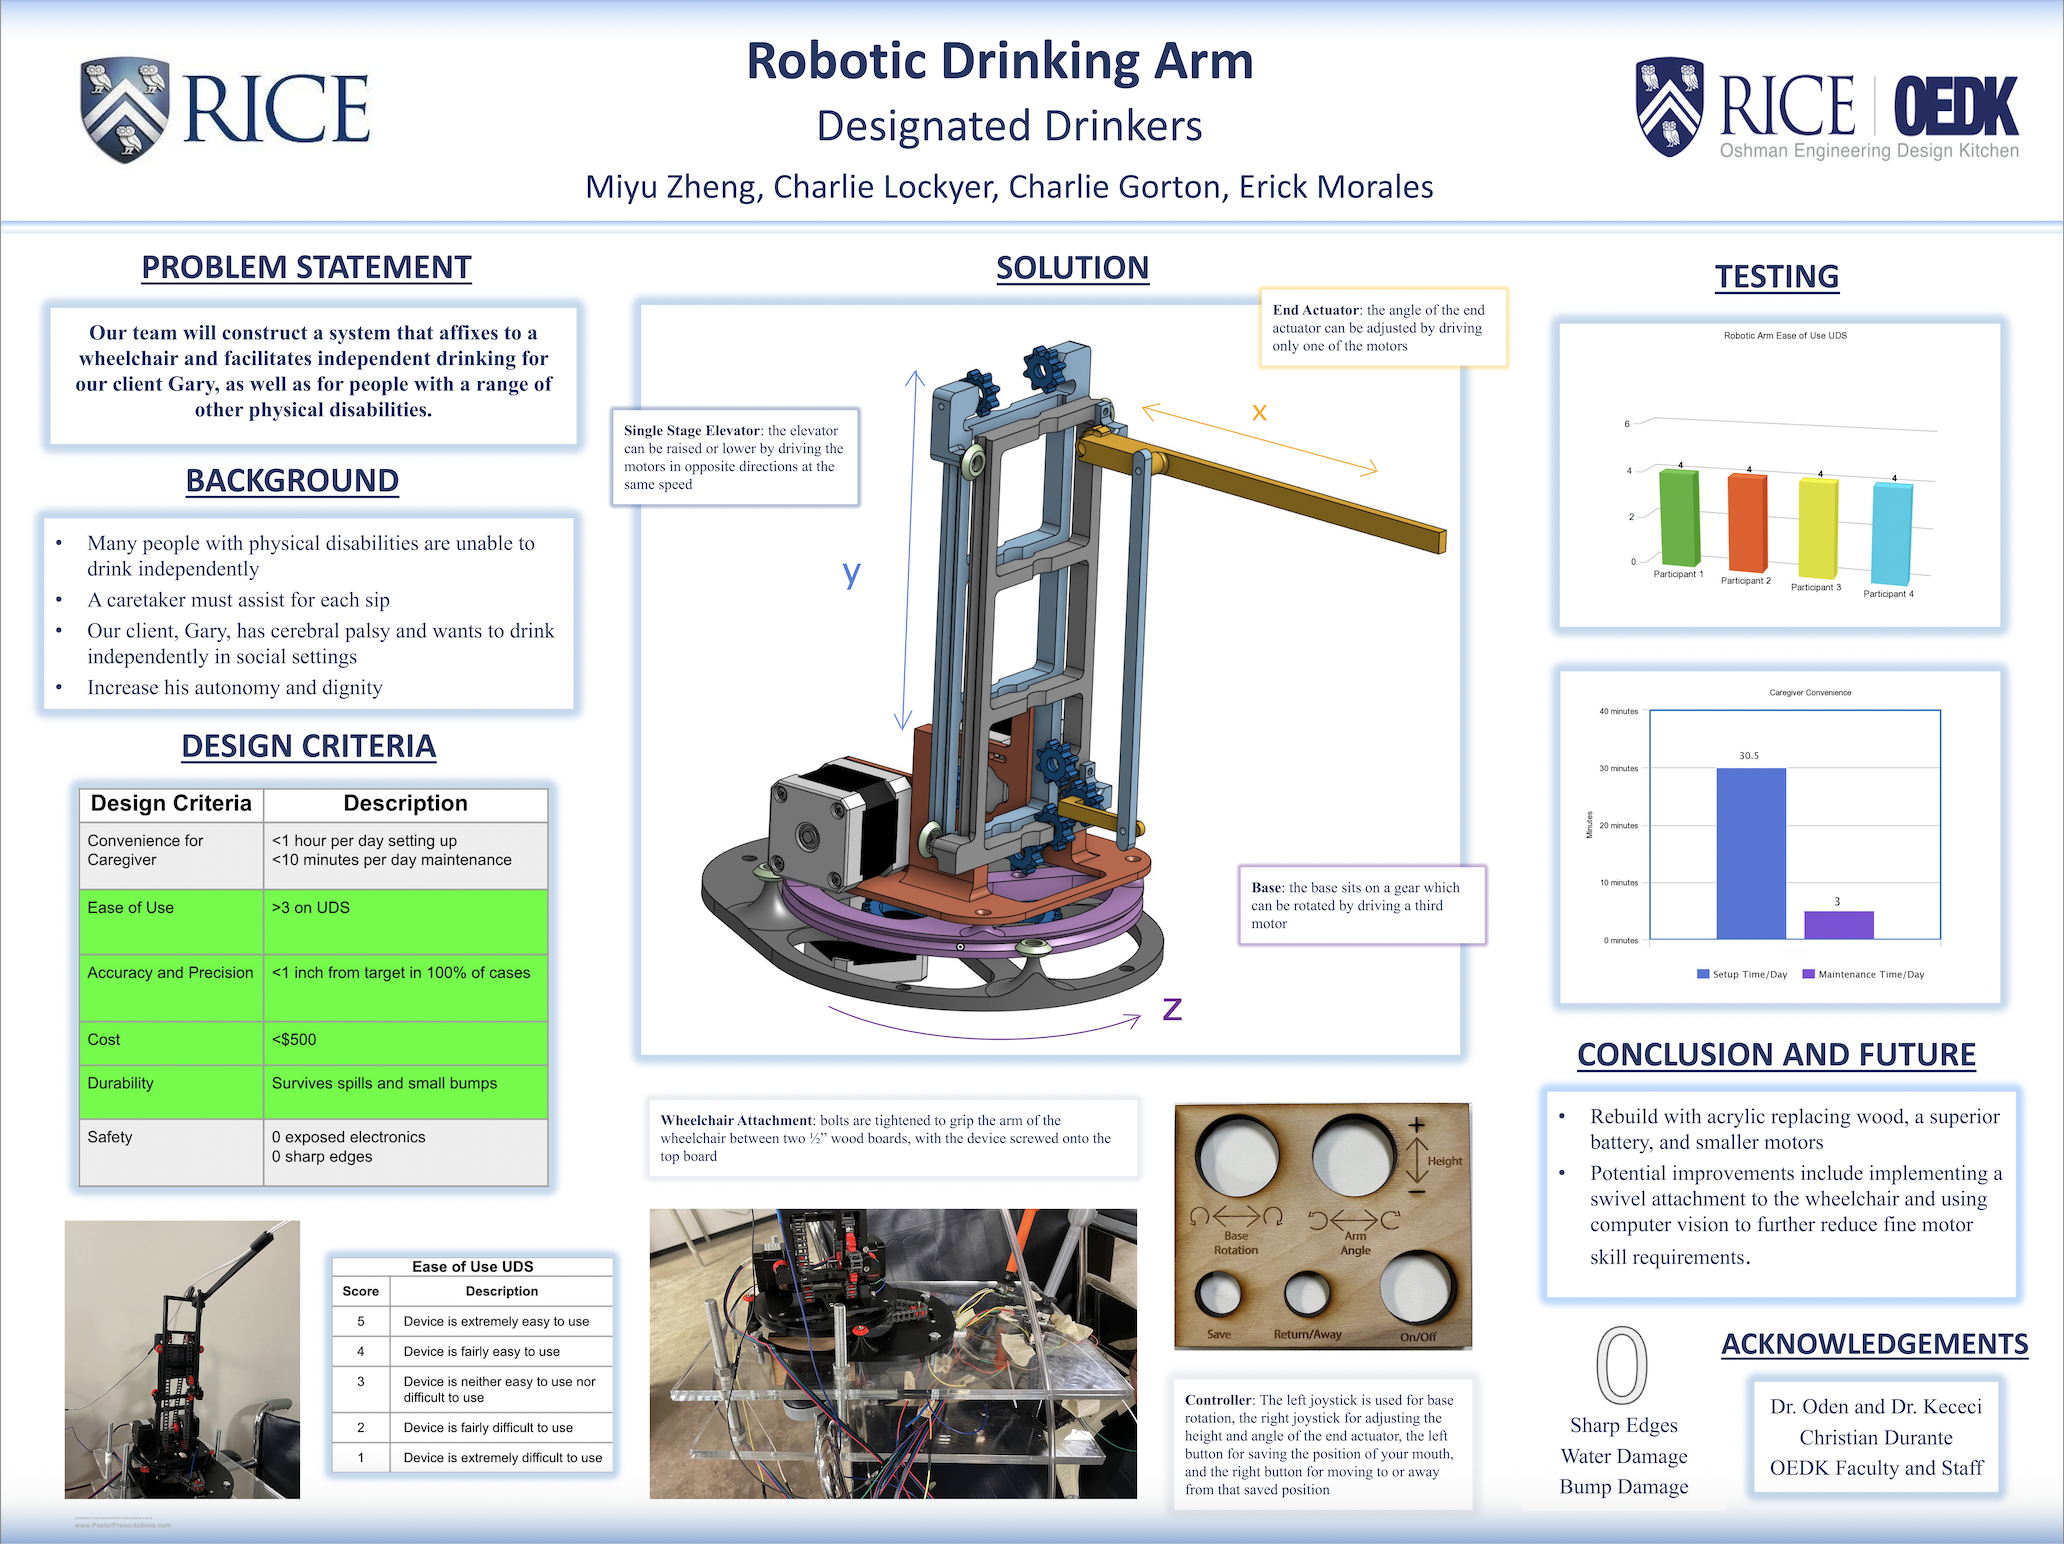 RICE
Robotic Drinking Arm
Designated Drinkers
Miyu Zheng, Charlie Lockyer, Charlie Gorton, Erick Morales
RICE
OEDK
Oshman Engineering Design Kitchen
PROBLEM STATEMENT
Our team will construct a system that affixes to a
wheelchair and facilitates independent drinking for
our client Gary, as well as for people with a range of
other physical disabilities.
BACKGROUND
• Many people with physical disabilities are unable to
drink independently
• A caretaker must assist for each sip
• Our client, Gary, has cerebral palsy and wants to drink
independently in social settings
• Increase his autonomy and dignity
DESIGN CRITERIA
Design Criteria Description
Convenience for Caregiver <1 hour per day setting up
<10 minutes per day maintenance
Ease of Use >3 on UDS
Accuracy and Precision <1 inch from target in 100% of cases
Cost <$500
Durability Survives spills and small bumps
Safety 0 exposed electronics
0 sharp edges
Ease of Use UDS
Score Description
5 Device is extremely easy to use
4 Device is fairly easy to use
3 Device is neither easy to use nor
difficult to use
2 Device is fairly difficult to use
1 Device is extremely difficult to use
www.PosterPresentations.com
SOLUTION
End Actuator: the angle of the end
actuator can be adjusted by driving
only one of the motors
Single Stage Elevator: the elevator
can be raised or lower by driving the
motors in opposite directions at the
same speed
x
y
Base: the base sits on a gear which
can be rotated by driving a third
motor
z
Wheelchair Attachment: bolts are tightened to grip the arm of the
wheelchair between two ½” wood boards, with the device screwed onto the
top board
+
Height
−
Base
Rotation
Arm
Angle
Save
Return/Away
On/Off
Controller: The left joystick is used for base
rotation, the right joystick for adjusting the
height and angle of the end actuator, the left
button for saving the position of your mouth,
and the right button for moving to or away
from that saved position
TESTING
Robotic Arm Ease of Use UDS
6
4
2
0
4 4 4 4
Participant 1 Participant 2 Participant 3 Participant 4
Caregiver Convenience
40 minutes
30 minutes
20 minutes
10 minutes
0 minutes
Minutes
30.5
3
Setup Time/Day Maintenance Time/Day
CONCLUSION AND FUTURE
• Rebuild with acrylic replacing wood, a superior
battery, and smaller motors
• Potential improvements include implementing a
swivel attachment to the wheelchair and using
computer vision to further reduce fine motor
skill requirements.
0
Sharp Edges
Water Damage
Bump Damage
ACKNOWLEDGEMENTS
Dr. Oden and Dr. Kececi
Christian Durante
OEDK Faculty and Staff